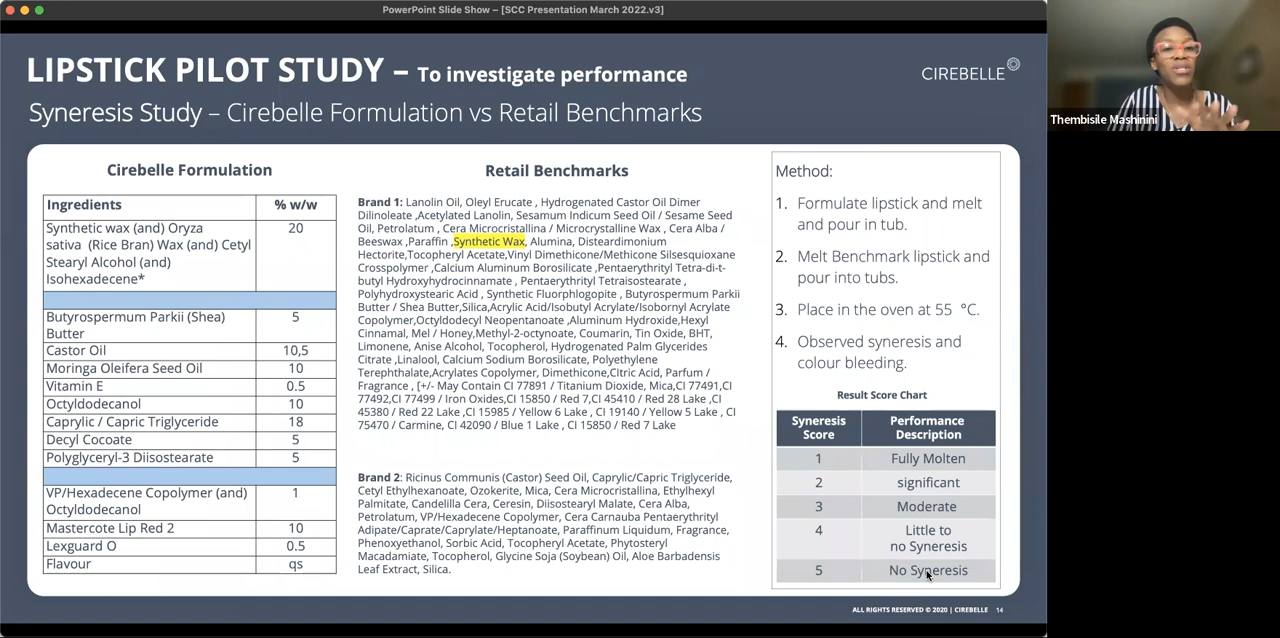 PowerPoint Slide Show – [SCC Presentation March 2022.v3]
LIPSTICK PILOT STUDY – To investigate performance
CIREBELLE
Syneresis Study – Cirebelle Formulation vs Retail Benchmarks
Cirebelle Formulation
Ingredients % w/w
Synthetic wax (and) Oryza 20
sativa (Rice Bran) Wax (and) Cetyl
Stearyl Alcohol (and)
Isohexadecene*
Butyrospermum Parkii (Shea) 5
Butter
Castor Oil 10,5
Moringa Oleifera Seed Oil 10
Vitamin E 0.5
Octyldodecanol 10
Caprylic / Capric Triglyceride 18
Decyl Cocoate 5
Polyglyceryl-3 Diisostearate 5
VP/Hexadecene Copolymer (and) 1
Octyldodecanol
Mastercote Lip Red 2 10
Lexguard O 0.5
Flavour qs
Retail Benchmarks
Brand 1: Lanolin Oil, Oleyl Erucate , Hydrogenated Castor Oil Dimer
Dilinoleate ,Acetylated Lanolin, Sesamum Indicum Seed Oil / Sesame Seed
Oil, Petrolatum , Cera Microcristallina / Microcrystalline Wax , Cera Alba /
Beeswax ,Paraffin ,Synthetic Wax, Alumina, Disteardimonium
Hectorite,Tocopheryl Acetate,Vinyl Dimethicone/Methicone Silsesquioxane
Crosspolymer ,Calcium Aluminum Borosilicate ,Pentaerythrityl Tetra-di-t-
butyl Hydroxyhydrocinnamate , Pentaerythrityl Tetraisostearate ,
Polyhydroxystearic Acid , Synthetic Fluorphlogopite , Butyrospermum Parkii
Butter / Shea Butter,Silica,Acrylic Acid/Isobutyl Acrylate/Isobornyl Acrylate
Copolymer,Octyldodecyl Neopentanoate ,Aluminum Hydroxide,Hexyl
Cinnamal, Mel / Honey,Methyl-2-octynoate, Coumarin, Tin Oxide, BHT,
Limonene, Anise Alcohol, Tocopherol, Hydrogenated Palm Glycerides
Citrate ,Linalool, Calcium Sodium Borosilicate, Polyethylene
Terephthalate,Acrylates Copolymer, Dimethicone,CItric Acid, Parfum /
Fragrance , [+/- May Contain CI 77891 / Titanium Dioxide, Mica,CI 77491,CI
77492,CI 77499 / Iron Oxides,CI 15850 / Red 7,CI 45410 / Red 28 Lake ,CI
45380 / Red 22 Lake ,CI 15985 / Yellow 6 Lake , CI 19140 / Yellow 5 Lake , CI
75470 / Carmine, CI 42090 / Blue 1 Lake , CI 15850 / Red 7 Lake
Brand 2: Ricinus Communis (Castor) Seed Oil, Caprylic/Capric Triglyceride,
Cetyl Ethylhexanoate, Ozokerite, Mica, Cera Microcristallina, Ethylhexyl
Palmitate, Candelilla Cera, Ceresin, Diisostearyl Malate, Cera Alba,
Petrolatum, VP/Hexadecene Copolymer, Cera Carnauba Pentaerythrityl
Adipate/Caprate/Caprylate/Heptanoate, Paraffinum Liquidum, Fragrance,
Phenoxyethanol, Sorbic Acid, Tocopheryl Acetate, Phytosteryl
Macadamiate, Tocopherol, Glycine Soja (Soybean) Oil, Aloe Barbadensis
Leaf Extract, Silica.
Method:
1. Formulate lipstick and melt
and pour in tub.
2. Melt Benchmark lipstick and
pour into tubs.
3. Place in the oven at 55 °C.
4. Observed syneresis and
colour bleeding.
Result Score Chart
Syneresis Performance
Score Description
1 Fully Molten
2 significant
3 Moderate
4 Little to
no Syneresis
5 No Syneresis
ALL RIGHTS RESERVED © 2020 | CIREBELLE 14
Thembisile Mashinini